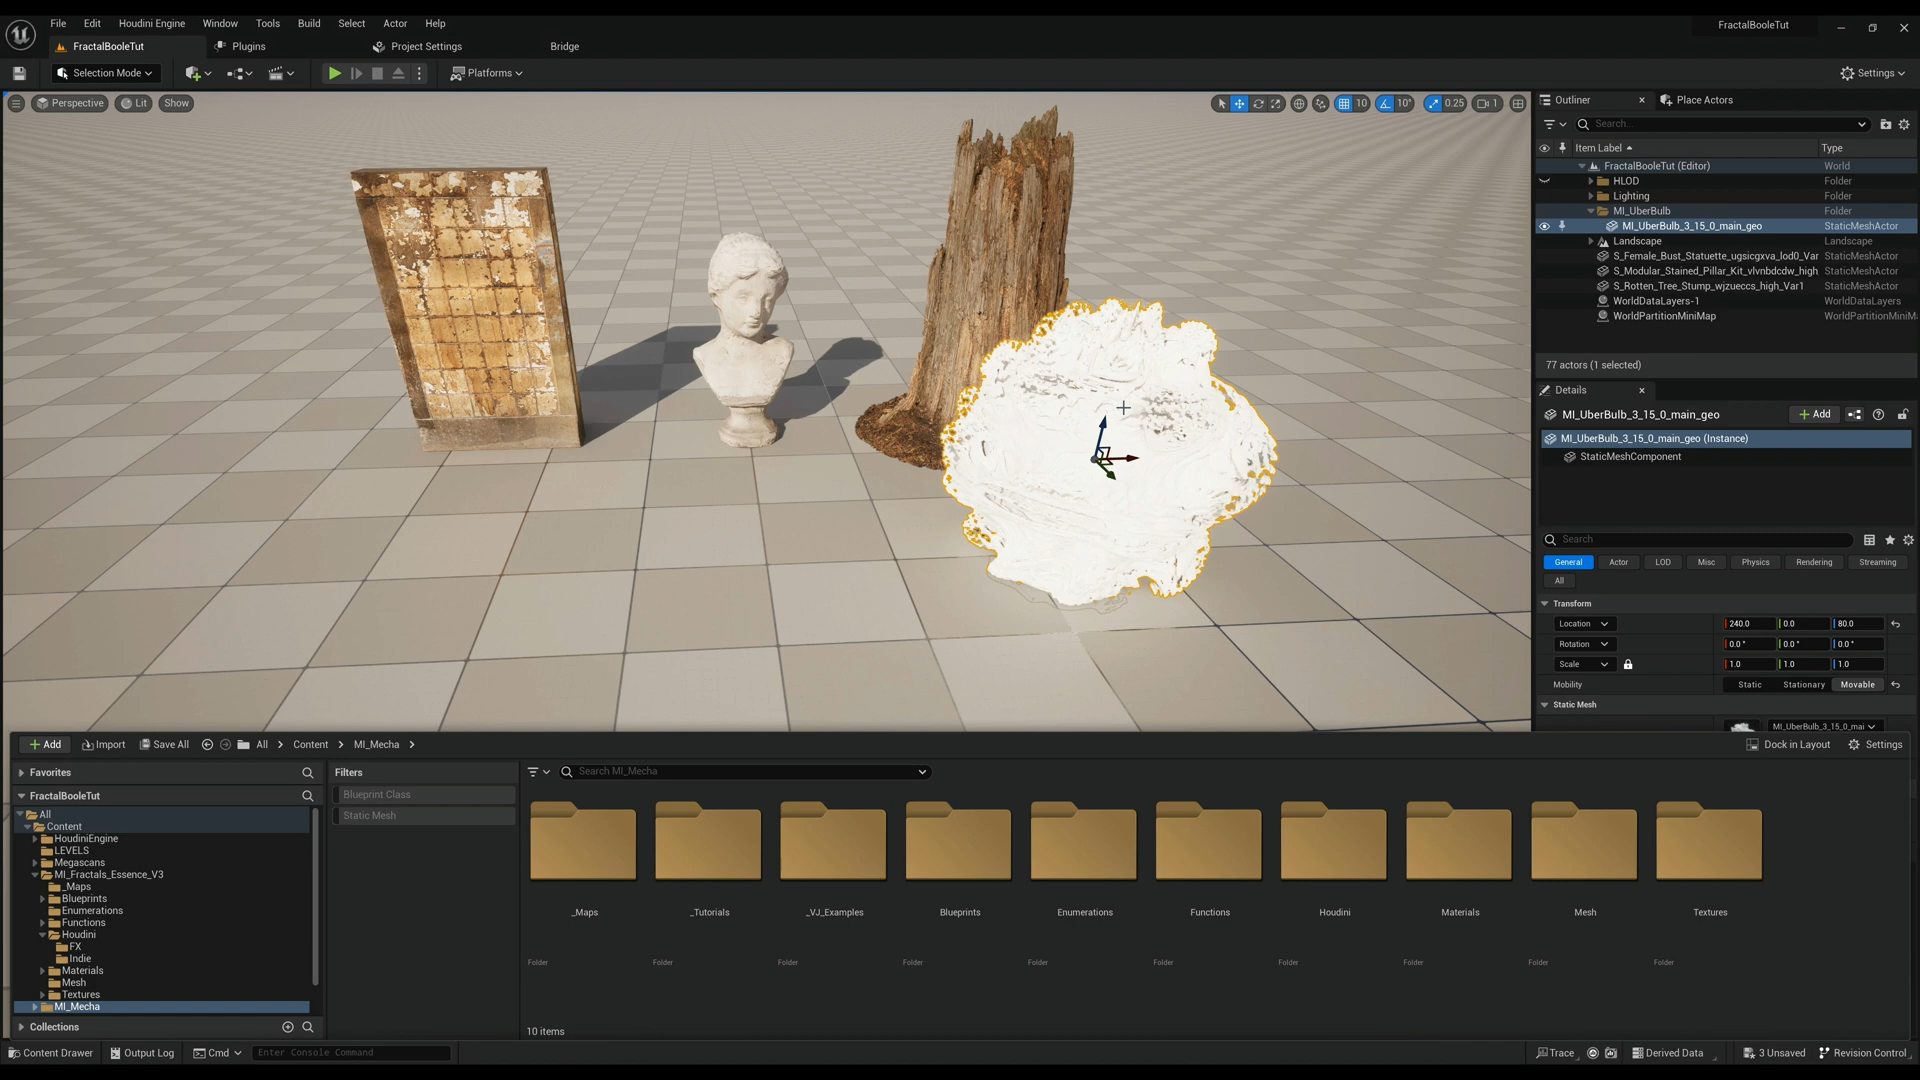 File Edit Houdini Engine Window Tools Build Select Actor Help
FractalBooleTut
FractalBooleTut Plugins Project Settings Bridge
Selection Mode Platforms Settings
Perspective Lit Show 10 10° 0.25 1
Outliner Place Actors
Search...
Item Label Type
FractalBooleTut (Editor) World
HLOD Folder
Lighting Folder
MI_UberBulb Folder
MI_UberBulb_3_15_0_main_geo StaticMeshActor
Landscape Landscape
S_Female_Bust_Statuette_ugsicgxva_lod0_Var StaticMeshActor
S_Modular_Stained_Pillar_Kit_vlvnbdcdw_high StaticMeshActor
S_Rotten_Tree_Stump_wjzueccs_high_Var1 StaticMeshActor
WorldDataLayers-1 WorldDataLayers
WorldPartitionMiniMap WorldPartitionMiniM
77 actors (1 selected)
Details
MI_UberBulb_3_15_0_main_geo Add
MI_UberBulb_3_15_0_main_geo (Instance)
StaticMeshComponent
Search
General Actor LOD Misc Physics Rendering Streaming
All
Transform
Location 240.0 0.0 80.0
Rotation 0.0 ° 0.0 ° 0.0 °
Scale 1.0 1.0 1.0
Mobility Static Stationary Movable
Static Mesh
MI_UberBulb_3_15_0_mai
Add Import Save All All Content MI_Mecha Dock in Layout Settings
Favorites
FractalBooleTut
All
Content
HoudiniEngine
LEVELS
Megascans
MI_Fractals_Essence_V3
_Maps
Blueprints
Enumerations
Functions
Houdini
FX
Indie
Materials
Mesh
Textures
MI_Mecha
Collections
Filters
Blueprint Class
Static Mesh
Search MI_Mecha
_Maps _Tutorials _VJ_Examples Blueprints Enumerations Functions Houdini Materials Mesh Textures
Folder Folder Folder Folder Folder Folder Folder Folder Folder Folder
10 items
Content Drawer Output Log Cmd Enter Console Command Trace Derived Data 3 Unsaved Revision Control